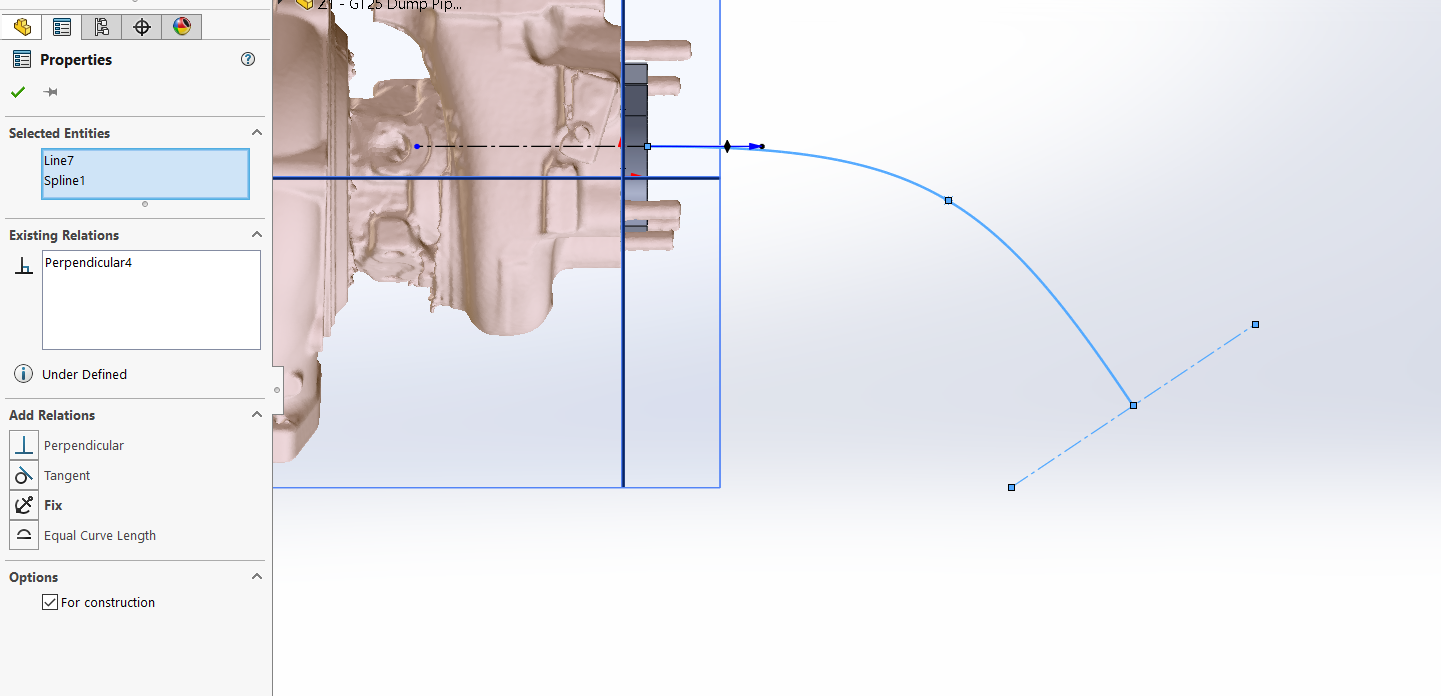 Z1 - GT25 Dump Pip...
Properties
Selected Entities
Line7
Spline1
Existing Relations
Perpendicular4
Under Defined
Add Relations
Perpendicular
Tangent
Fix
Equal Curve Length
Options
For construction